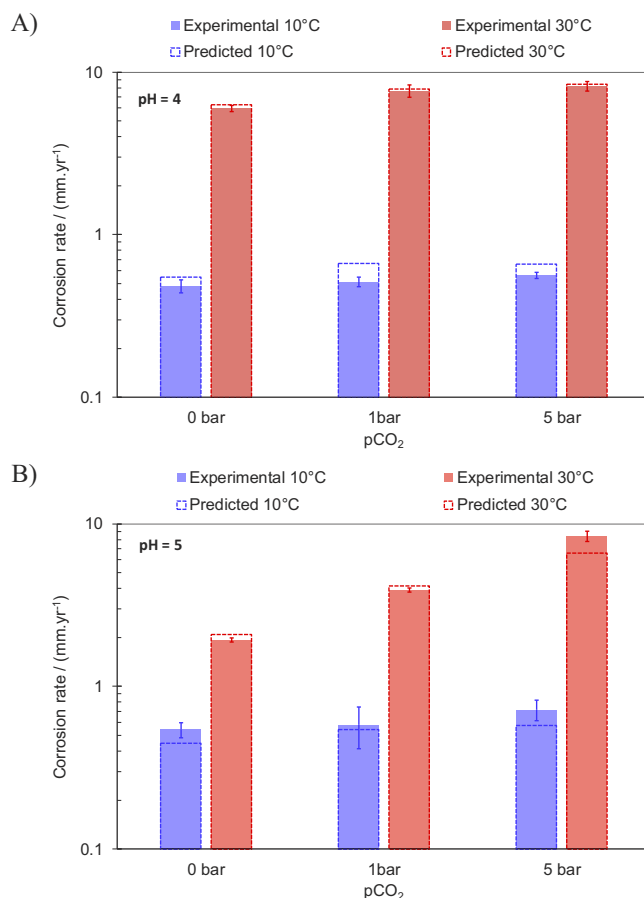 A)
Experimental 10°C Experimental 30°C
Predicted 10°C Predicted 30°C
10
pH = 4
1
0.1
Corrosion rate / (mm.yr⁻¹)
0 bar 1bar 5 bar
pCO₂
B)
Experimental 10°C Experimental 30°C
Predicted 10°C Predicted 30°C
10
pH = 5
1
0.1
Corrosion rate / (mm.yr⁻¹)
0 bar 1bar 5 bar
pCO₂